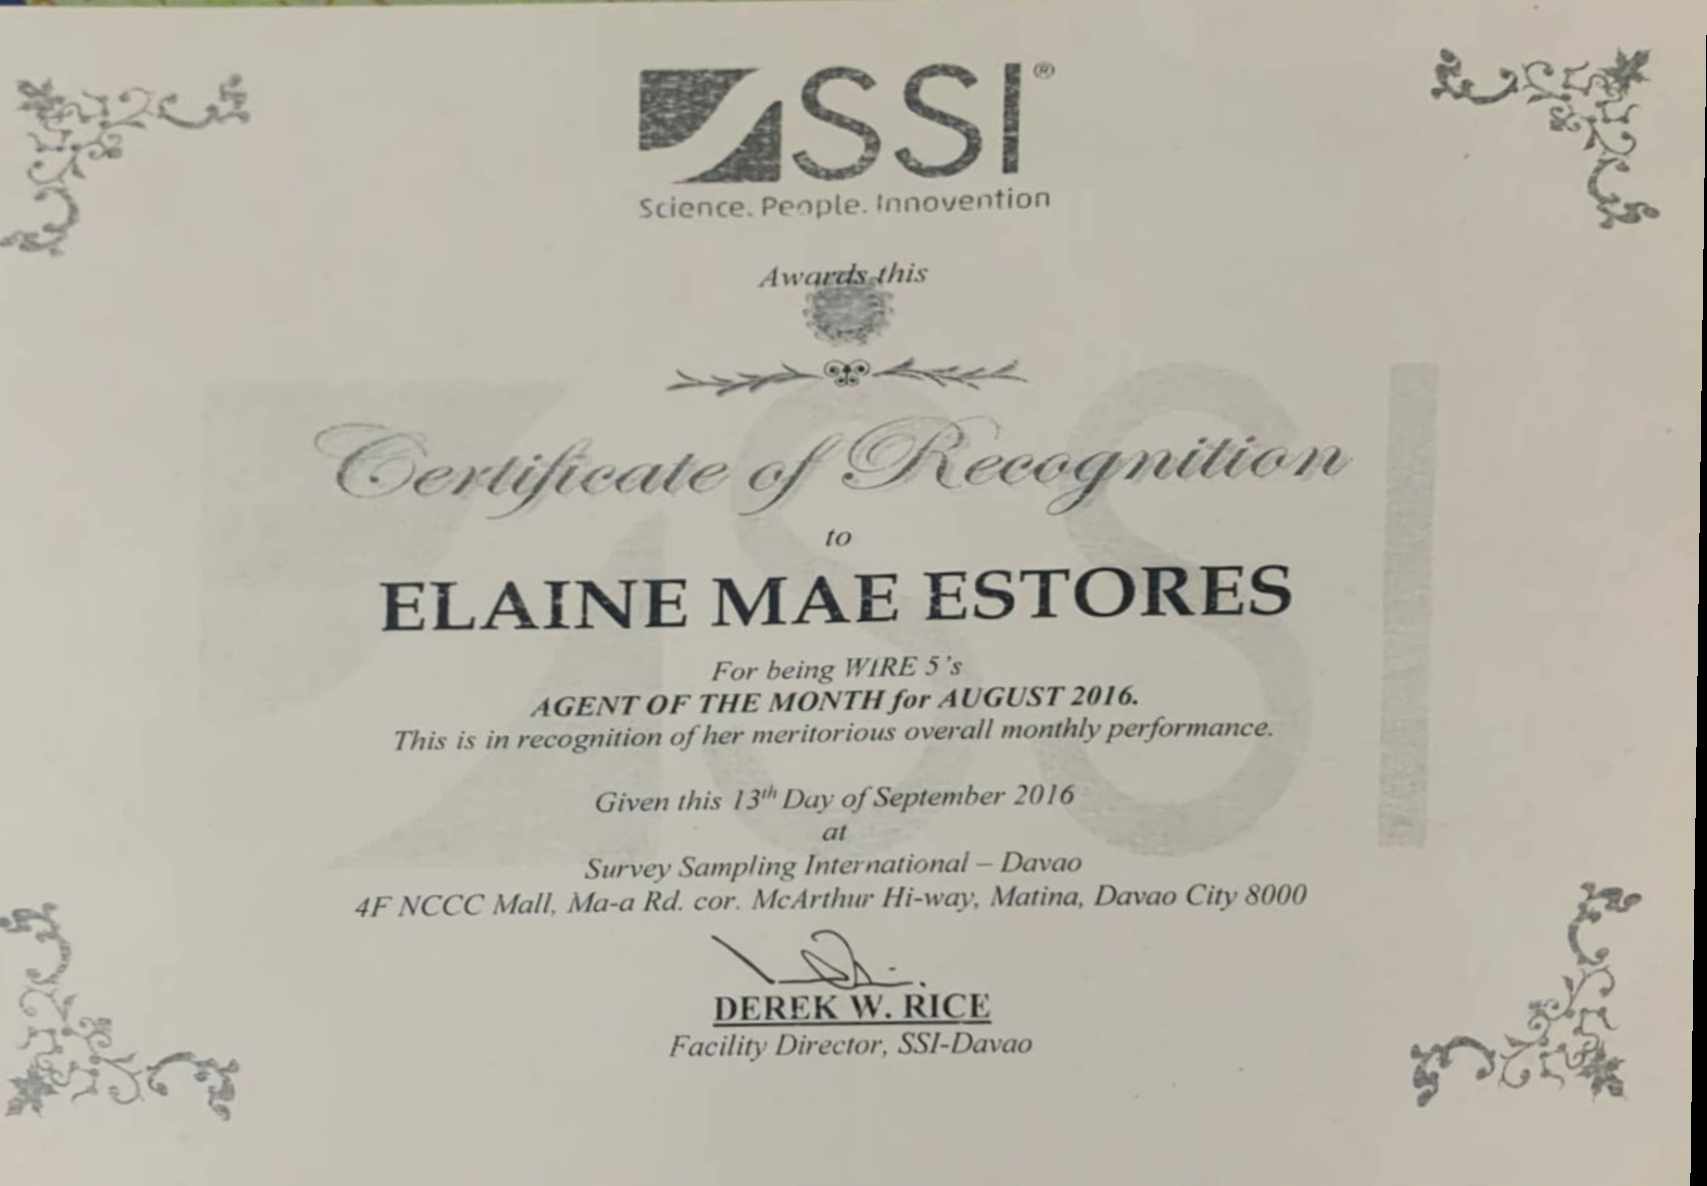 SSI®
Science. People. Innovention
Awards this
Certificate of Recognition
to
ELAINE MAE ESTORES
For being WIRE 5's
AGENT OF THE MONTH for AUGUST 2016.
This is in recognition of her meritorious overall monthly performance.
Given this 13th Day of September 2016
at
Survey Sampling International – Davao
4F NCCC Mall, Ma-a Rd. cor. McArthur Hi-way, Matina, Davao City 8000
DEREK W. RICE
Facility Director, SSI-Davao